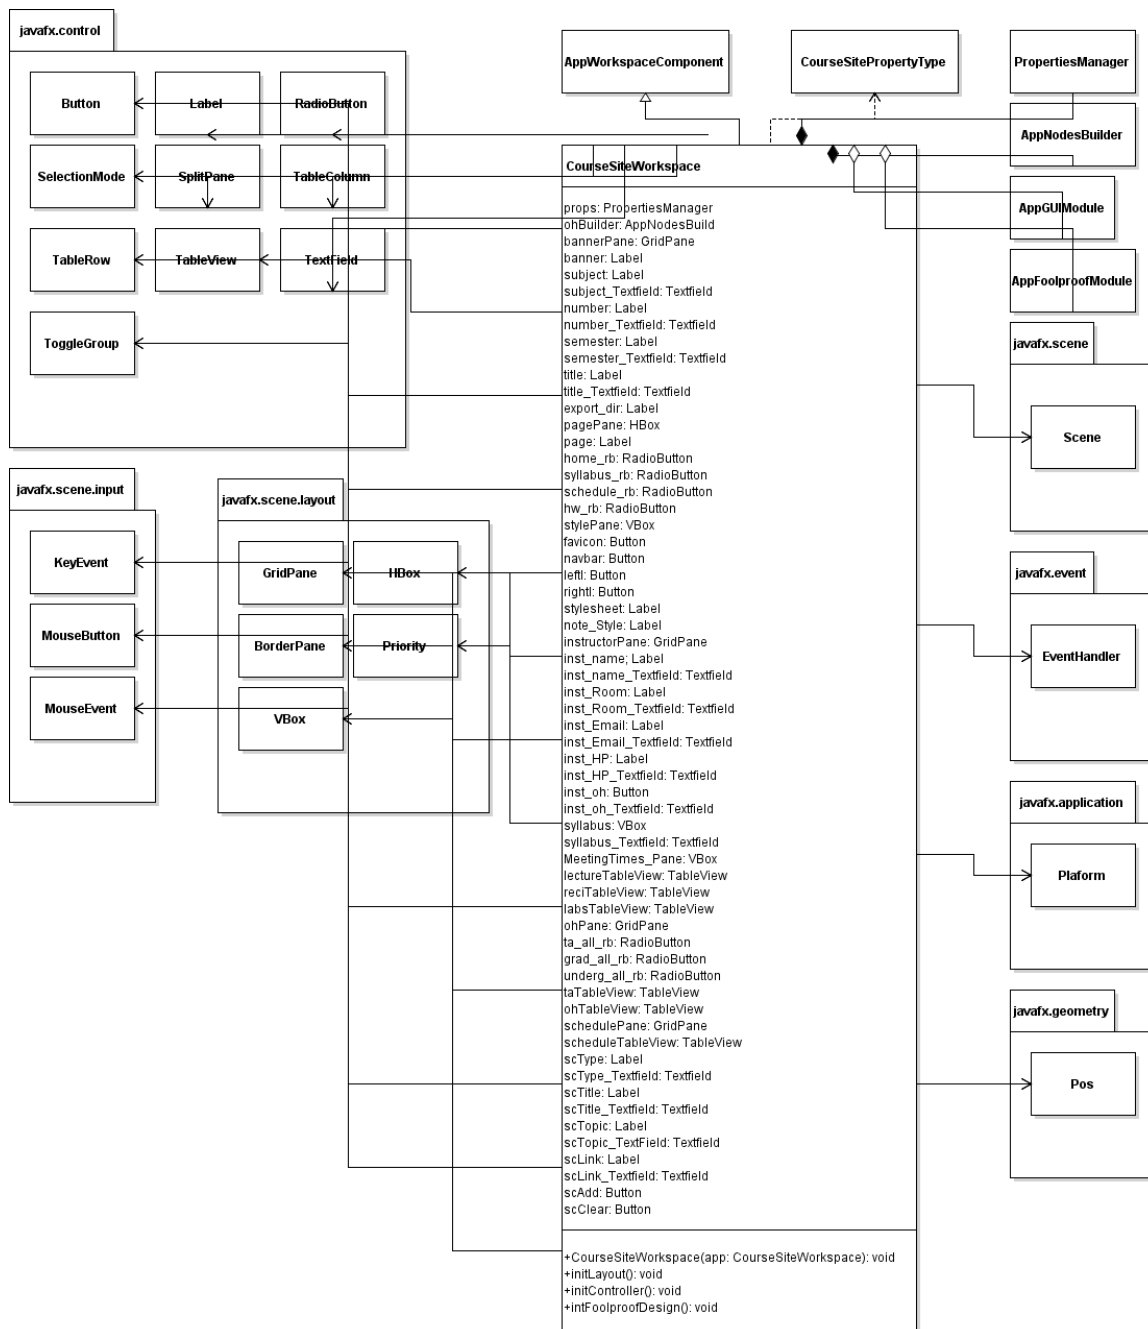 javafx.control
Button
Label
RadioButton
SelectionMode
SplitPane
TableColumn
TableRow
TableView
TextField
ToggleGroup
javafx.scene.input
KeyEvent
MouseButton
MouseEvent
javafx.scene.layout
GridPane
HBox
BorderPane
Priority
VBox
AppWorkspaceComponent
CourseSitePropertyType
PropertiesManager
AppNodesBuilder
AppGUIModule
AppFoolproofModule
CourseSiteWorkspace
props: PropertiesManager
ohBuilder: AppNodesBuild
bannerPane: GridPane
banner: Label
subject: Label
subject_Textfield: Textfield
number: Label
number_Textfield: Textfield
semester: Label
semester_Textfield: Textfield
title: Label
title_Textfield: Textfield
export_dir: Label
pagePane: HBox
page: Label
home_rb: RadioButton
syllabus_rb: RadioButton
schedule_rb: RadioButton
hw_rb: RadioButton
stylePane: VBox
favicon: Button
navbar: Button
leftI: Button
rightI: Button
stylesheet: Label
note_Style: Label
instructorPane: GridPane
inst_name; Label
inst_name_Textfield: Textfield
inst_Room: Label
inst_Room_Textfield: Textfield
inst_Email: Label
inst_Email_Textfield: Textfield
inst_HP: Label
inst_HP_Textfield: Textfield
inst_oh: Button
inst_oh_Textfield: Textfield
syllabus: VBox
syllabus_Textfield: Textfield
MeetingTimes_Pane: VBox
lectureTableView: TableView
reciTableView: TableView
labsTableView: TableView
ohPane: GridPane
ta_all_rb: RadioButton
grad_all_rb: RadioButton
underg_all_rb: RadioButton
taTableView: TableView
ohTableView: TableView
schedulePane: GridPane
scheduleTableView: TableView
scType: Label
scType_Textfield: Textfield
scTitle: Label
scTitle_Textfield: Textfield
scTopic: Label
scTopic_TextField: Textfield
scLink: Label
scLink_Textfield: Textfield
scAdd: Button
scClear: Button
+CourseSiteWorkspace(app: CourseSiteWorkspace): void
+initLayout(): void
+initController(): void
+intFoolproofDesign(): void
javafx.scene
Scene
javafx.event
EventHandler
javafx.application
Plaform
javafx.geometry
Pos